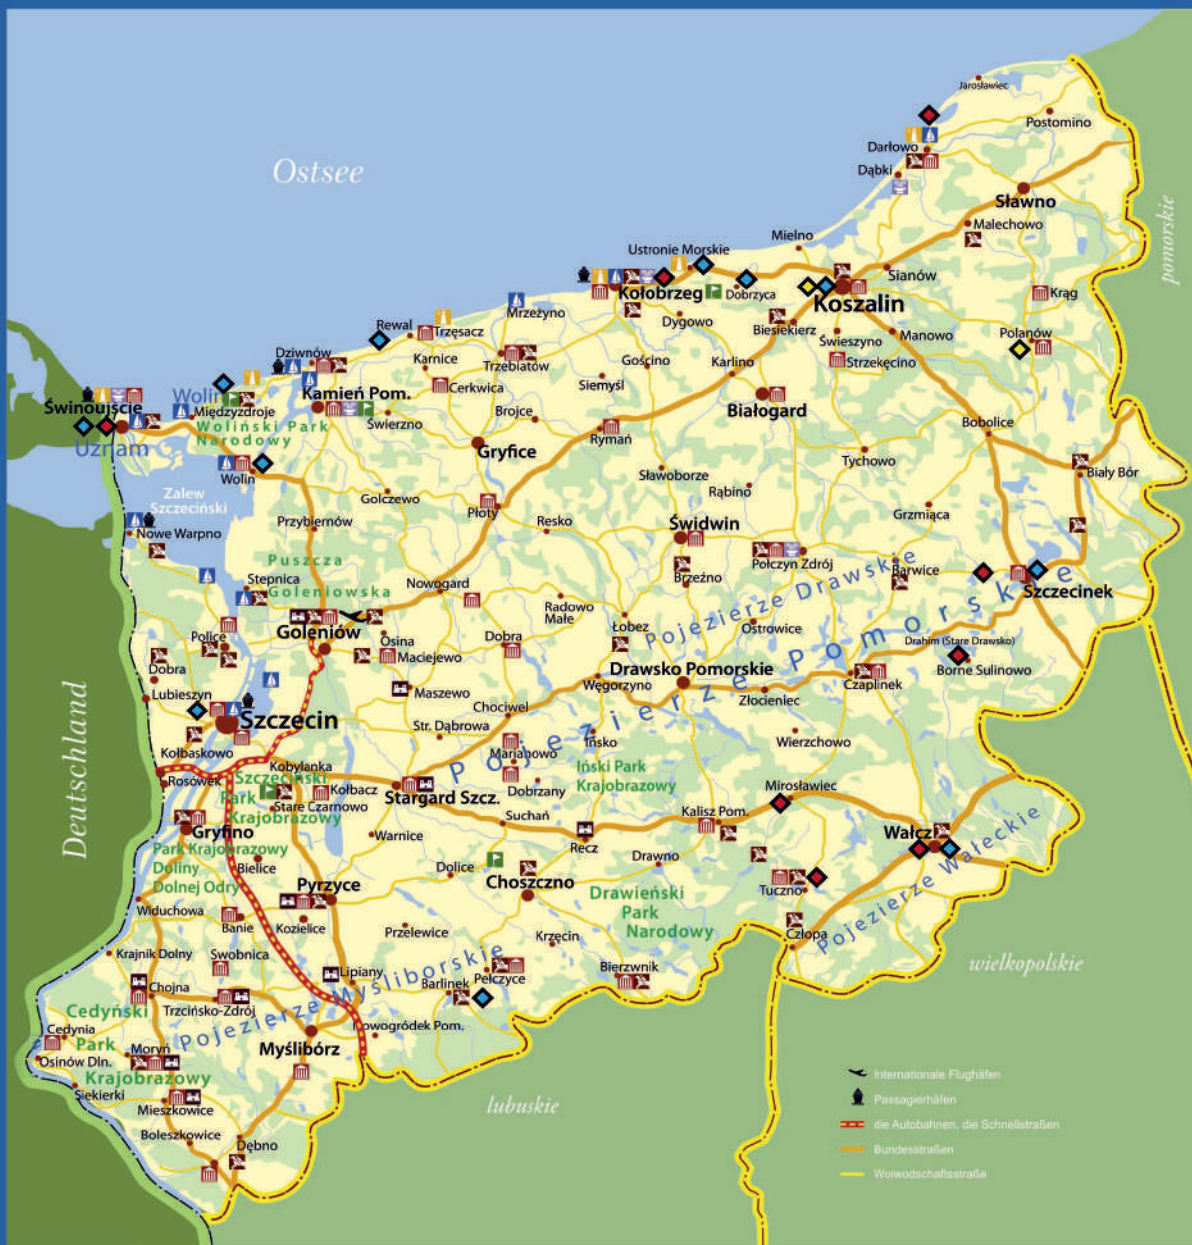 Ostsee
Jarosławiec
Postomino
Darłowo
Dąbki
Sławno
pomorskie
Malechowo
Mielno
Ustronie Morskie
Sianów
Kołobrzeg
Dobrzyca
Koszalin
Krąg
Mrzeżyno
Dygowo
Biesiekierz
Rewal
Trzęsacz
Świeszyno
Manowo
Polanów
Dziwnów
Karnice
Trzebiatów
Gościno
Karlino
Strzekęcino
Siemyśl
Cerkwica
Kamień Pom.
Wolin
Świnoujście
Międzyzdroje
Białogard
Brojce
Woliński Park
Narodowy
Świerzno
Bobolice
Uznam
Gryfice
Rymań
Tychowo
Sławoborze
Biały Bór
Wolin
Zalew
Szczeciński
Golczewo
Rąbino
Płoty
Grzmiąca
Przybiernów
Resko
Świdwin
Nowe Warpno
Puszcza
Goleniowska
Połczyn Zdrój
Barwice
Brzeźno
Stepnica
Nowogard
Szczecinek
Radowo
Małe
Pojezierze Drawskie
Pojezierze Pomorskie
Łobez
Ostrowice
Goleniów
Osina
Dobra
Police
Maciejewo
Drahim (Stare Drawsko)
Borne Sulinowo
Dobra
Drawsko Pomorskie
Węgorzyno
Czaplinek
Maszewo
Lubieszyn
Złocieniec
Chociwel
Szczecin
Str. Dąbrowa
Deutschland
Ińsko
Wierzchowo
Kołbaskowo
Marianowo
Kobylanka
Rosówek
Szczeciński
Park
Krajobrazowy
Iński Park
Krajobrazowy
Mirosławiec
Kołbacz
Stargard Szcz.
Dobrzany
Stare Czarnowo
Suchań
Kalisz Pom.
Gryfino
Warnice
Wałcz
Recz
Park Krajobrazowy
Doliny
Dolnej Odry
Bielice
Drawno
Dolice
Pyrzyce
Choszczno
Tuczno
Drawieński
Park
Narodowy
Pojezierze Wałeckie
Widuchowa
Banie
Kozielice
Przelewice
Krzęcin
Człopa
Krajnik Dolny
Swobnica
wielkopolskie
Lipiany
Pełczyce
Bierzwnik
Barlinek
Chojna
Trzcińsko-Zdrój
Pojezierze Myśliborskie
Cedyński
Park
Krajobrazowy
Nowogródek Pom.
Cedynia
Myślibórz
Moryń
Osinów Dln.
Siekierki
Mieszkowice
lubuskie
Boleszkowice
Dębno
Internationale Flughäfen
Passagierhäfen
die Autobahnen, die Schnellstraßen
Bundesstraßen
Woiwodschaftsstraße